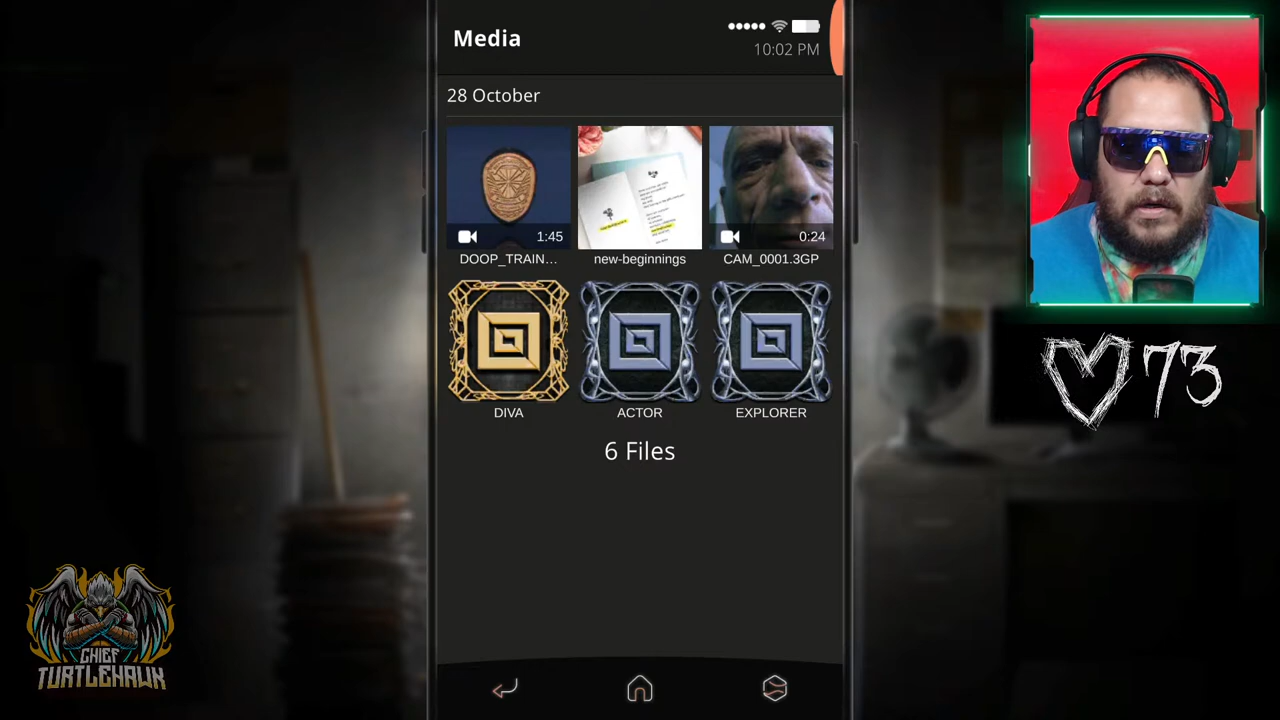 Media
10:02 PM
28 October
1:45
0:24
DOOP_TRAIN...
new-beginnings
CAM_0001.3GP
DIVA
ACTOR
EXPLORER
6 Files
73
CHIEF
TURTLEHAWK